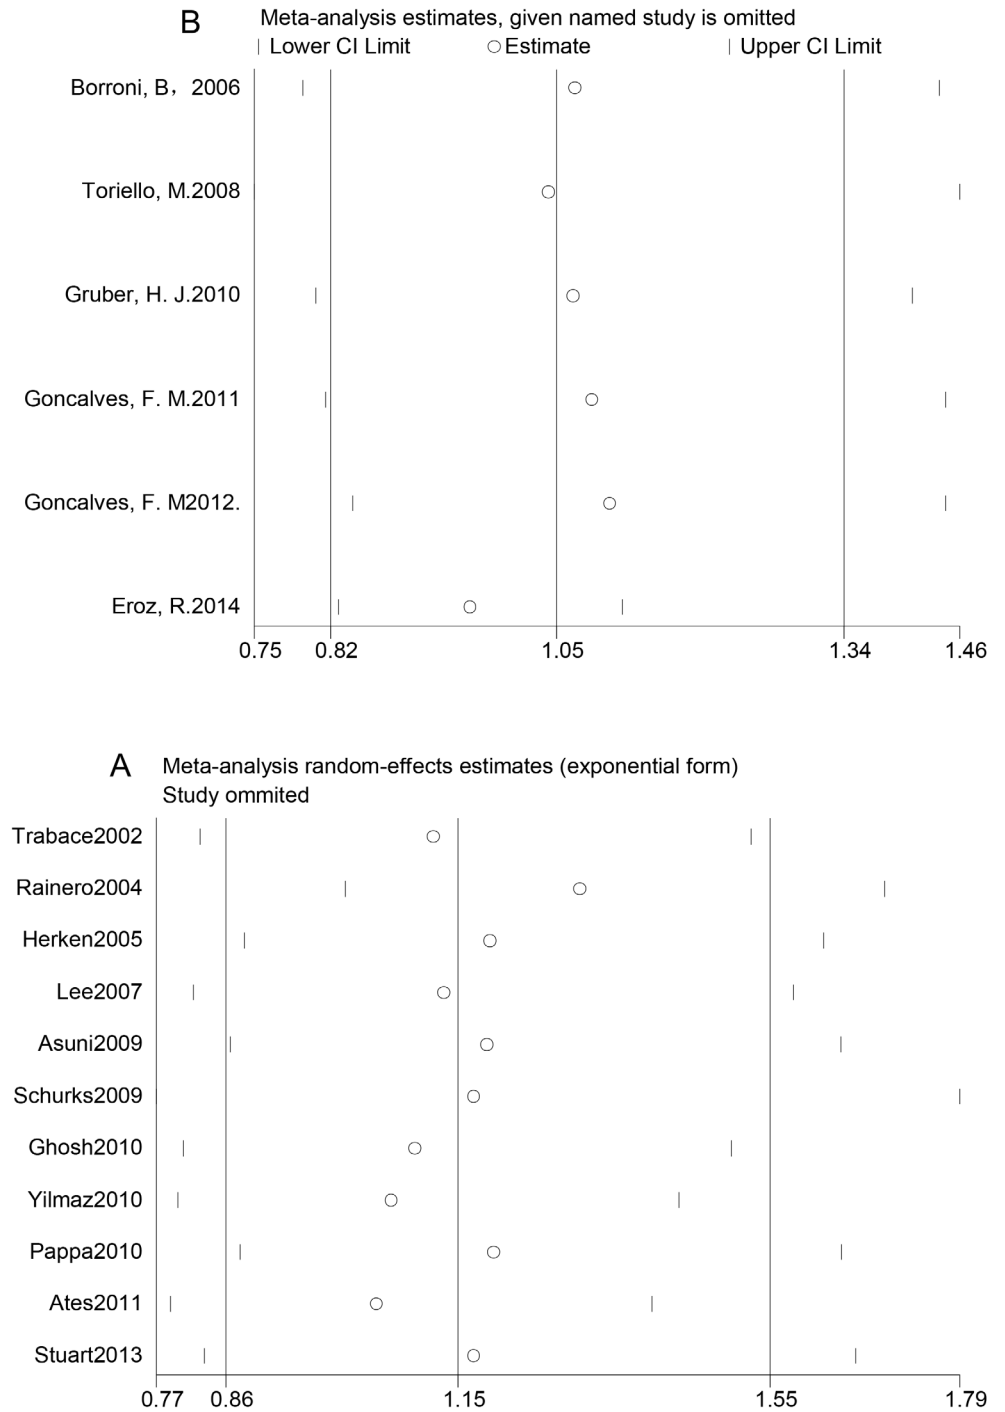 B Meta-analysis estimates, given named study is omitted
| Lower CI Limit ○ Estimate | Upper CI Limit
Borroni, B，2006
Toriello, M.2008
Gruber, H. J.2010
Goncalves, F. M.2011
Goncalves, F. M2012.
Eroz, R.2014
0.75 0.82 1.05 1.34 1.46
A Meta-analysis random-effects estimates (exponential form)
Study ommited
Trabace2002
Rainero2004
Herken2005
Lee2007
Asuni2009
Schurks2009
Ghosh2010
Yilmaz2010
Pappa2010
Ates2011
Stuart2013
0.77 0.86 1.15 1.55 1.79